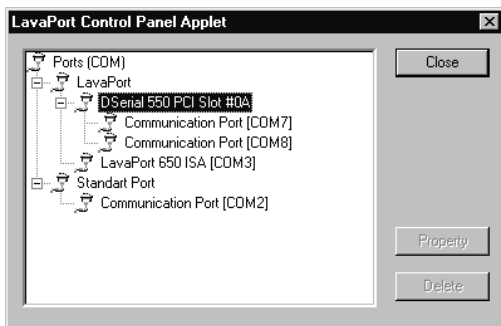 LavaPort Control Panel Applet
Ports (COM)
Close
LavaPort
DSerial 550 PCI Slot #0A
Communication Port [COM7]
Communication Port [COM8]
LavaPort 650 ISA [COM3]
Standart Port
Communication Port [COM2]
Property
Delete